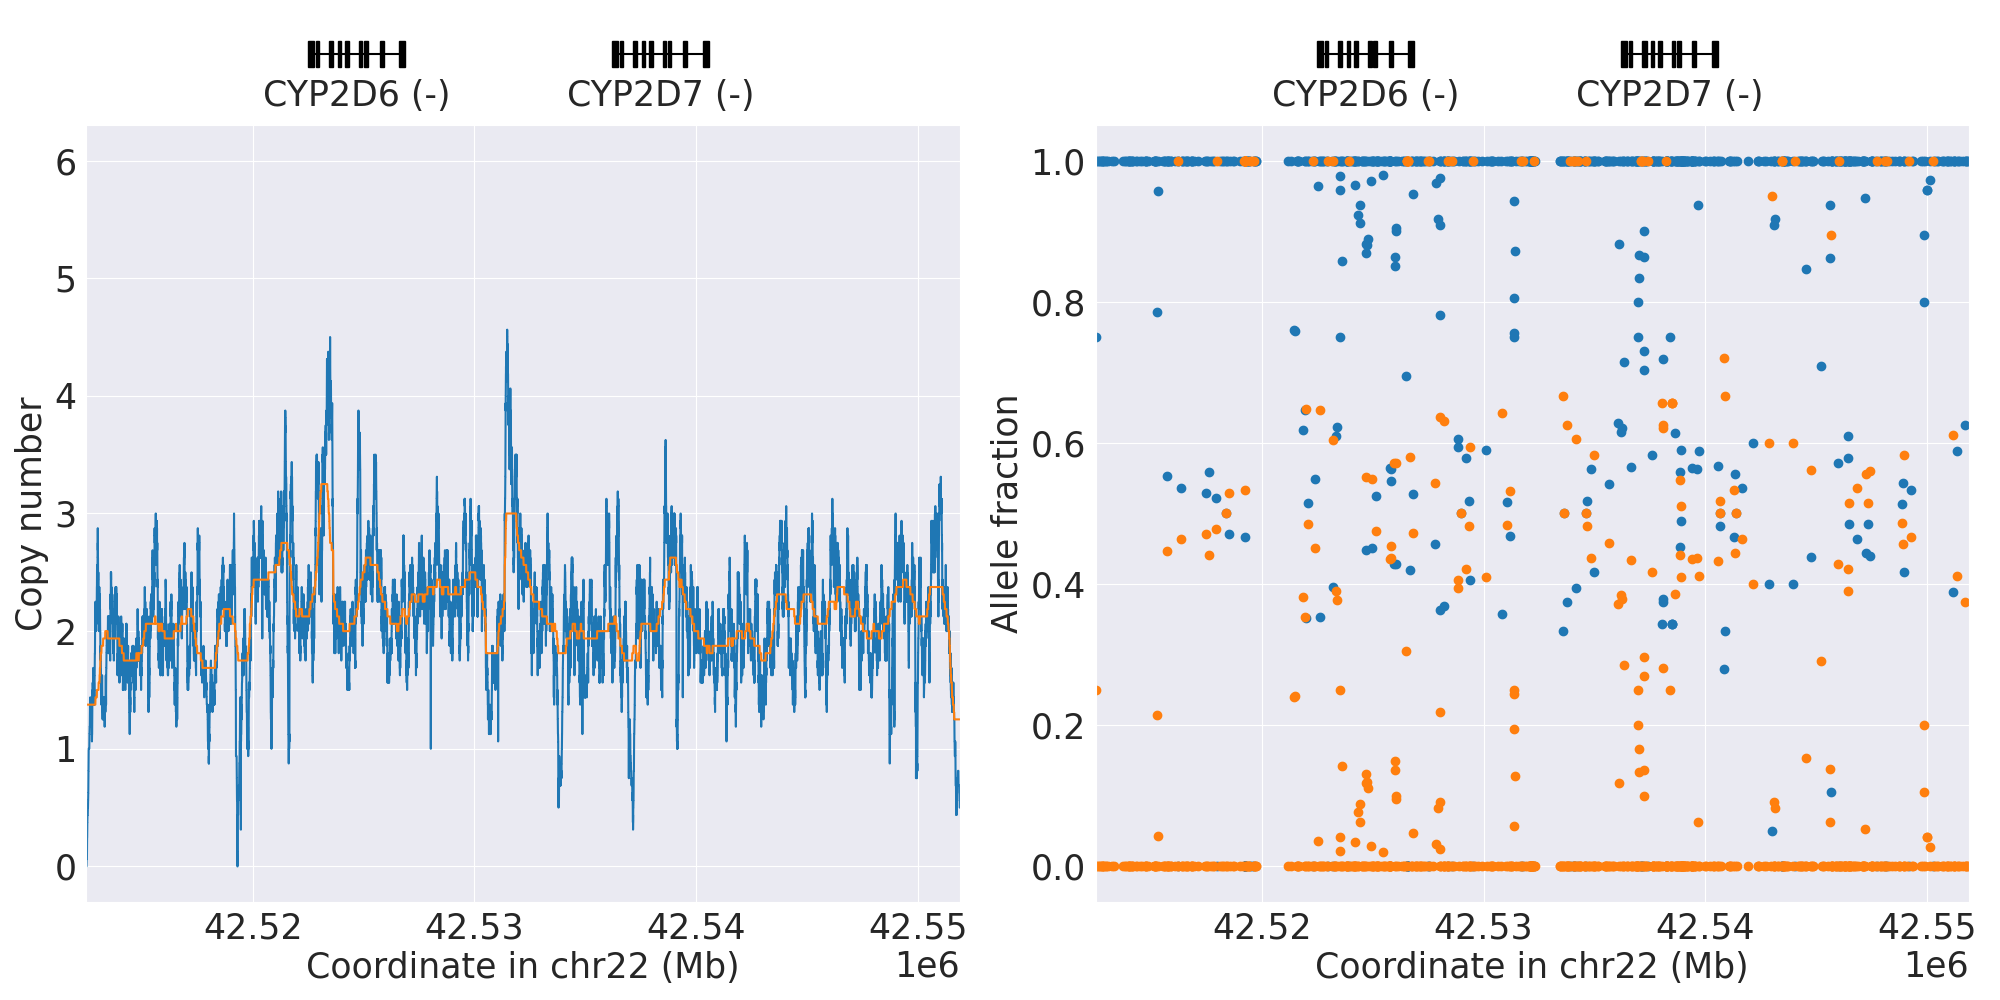 CYP2D6 (-) CYP2D7 (-)
6
5
4
3
2
1
0
Copy number
42.52 42.53 42.54 42.55
Coordinate in chr22 (Mb) 1e6
CYP2D6 (-) CYP2D7 (-)
1.0
0.8
0.6
0.4
0.2
0.0
Allele fraction
42.52 42.53 42.54 42.55
Coordinate in chr22 (Mb) 1e6